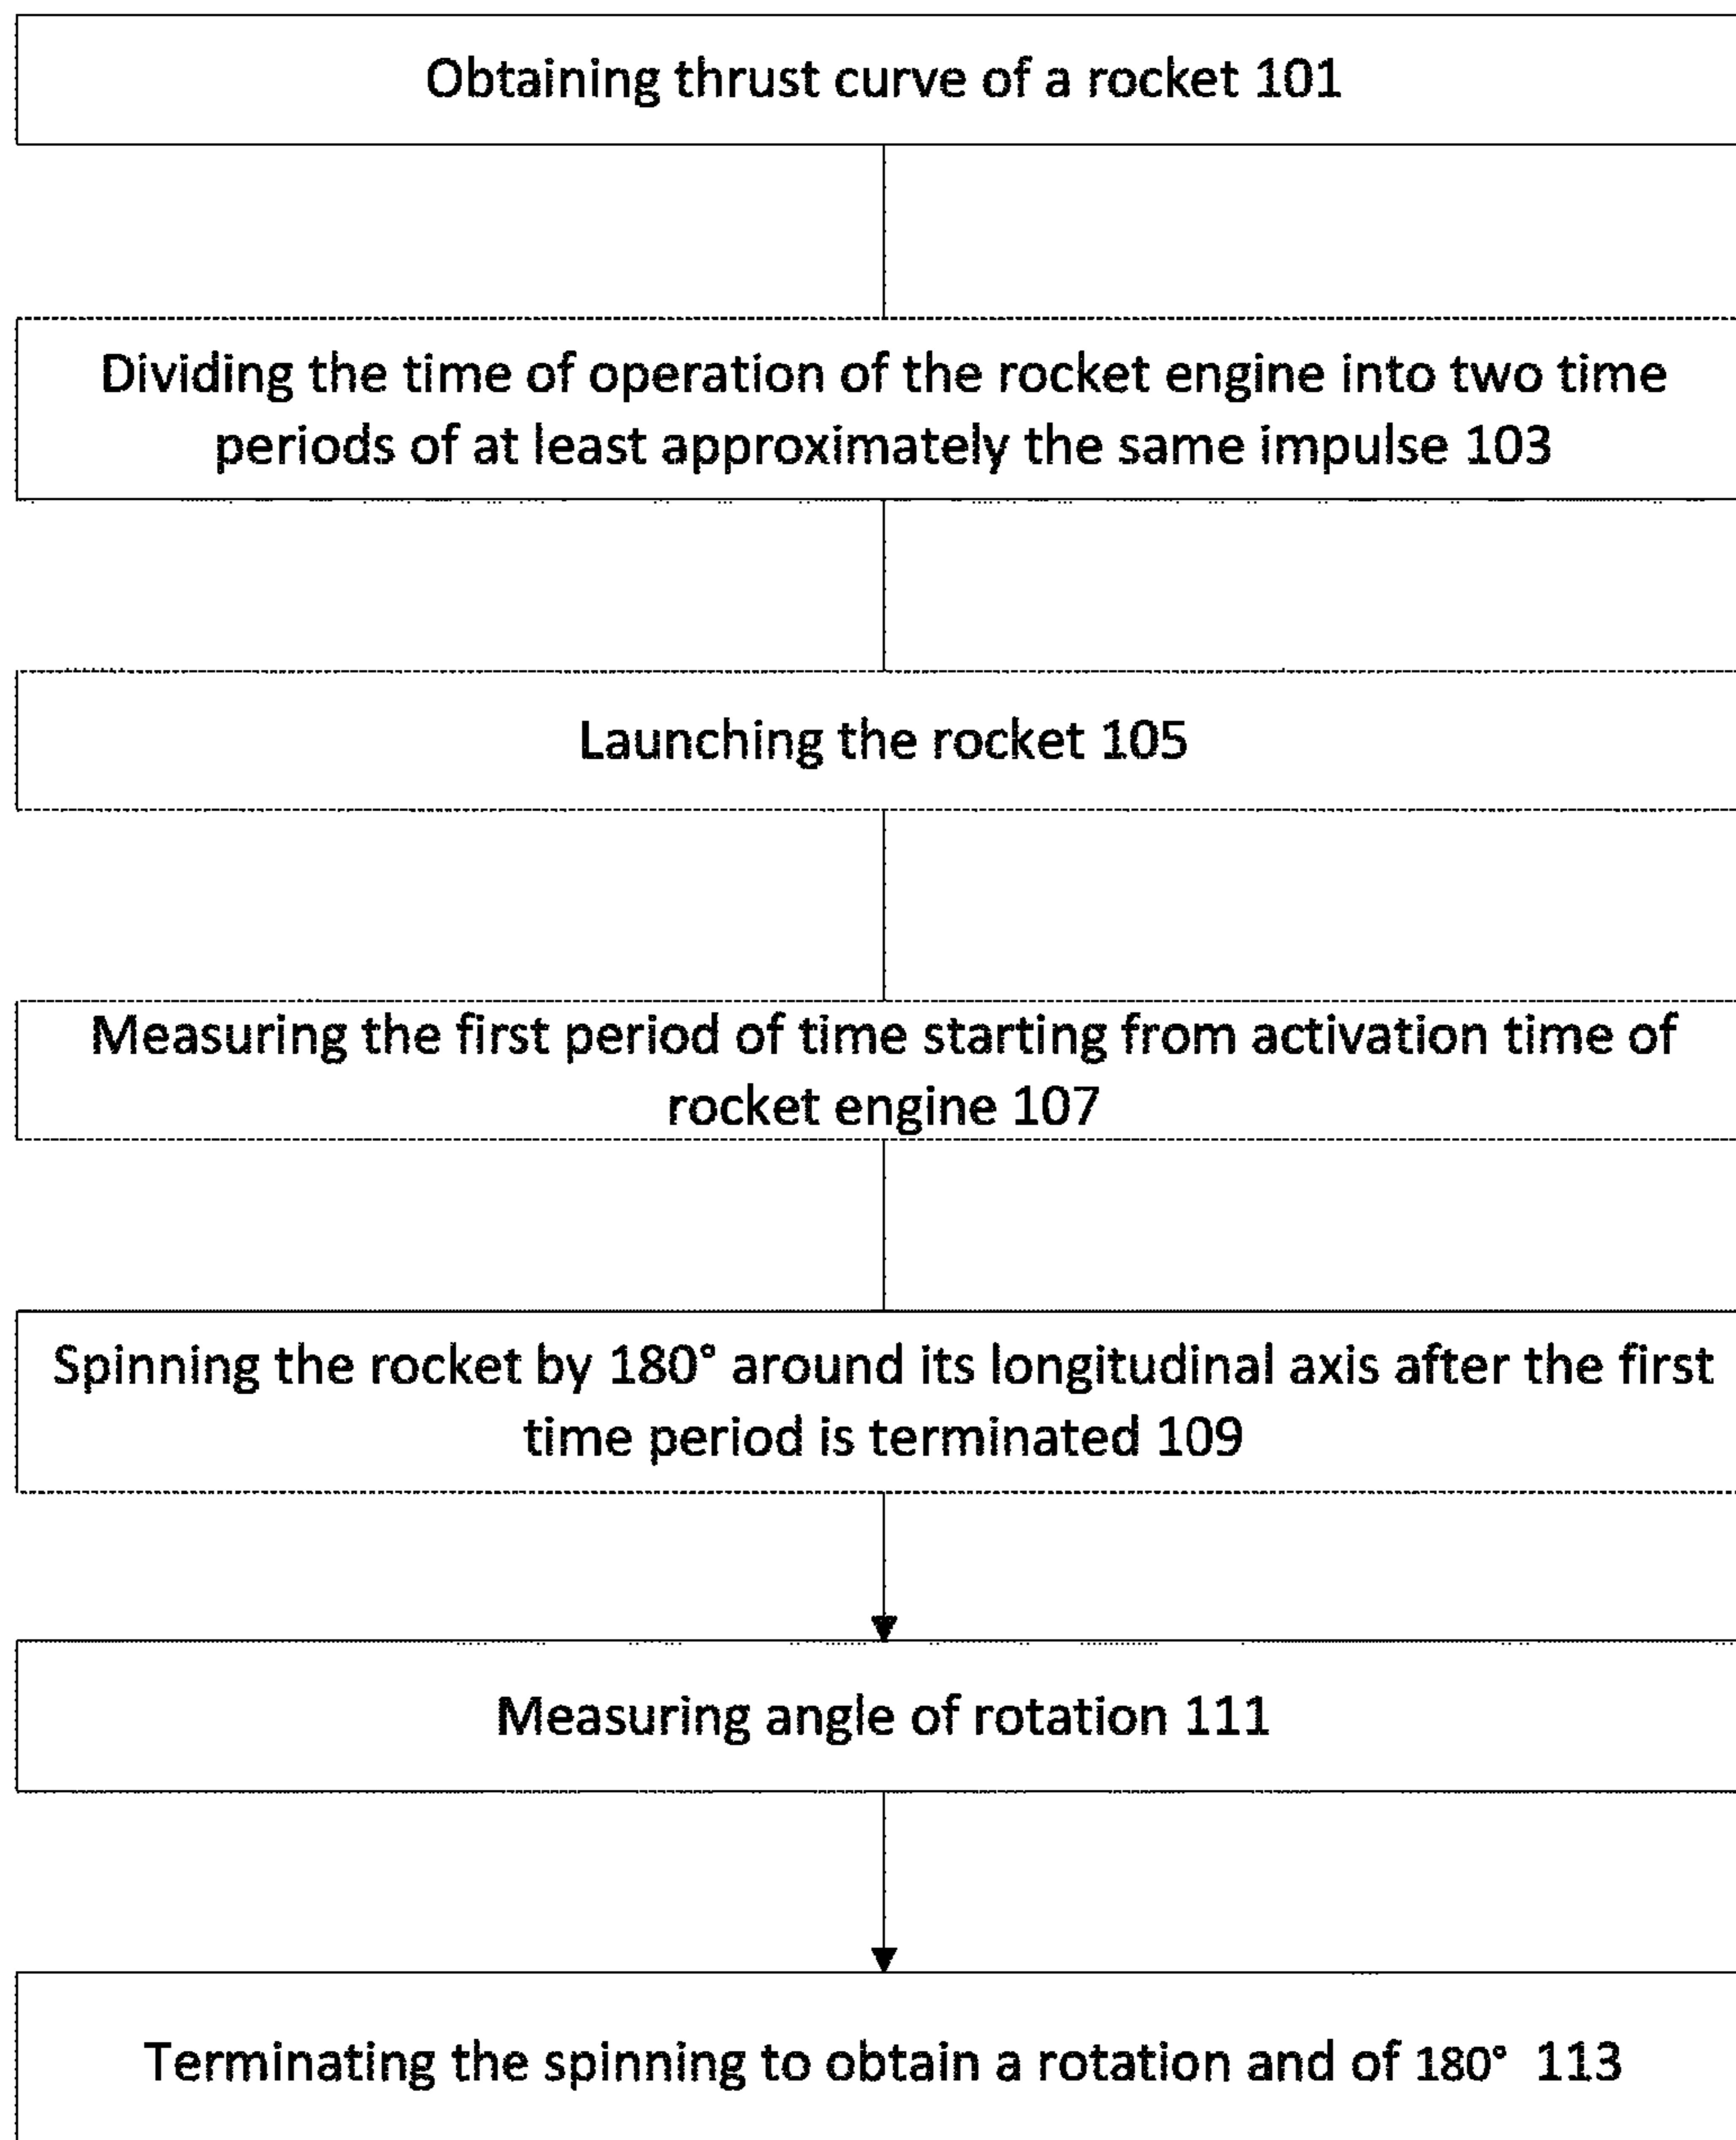 Obtaining thrust curve of a rocket 101
Dividing the time of operation of the rocket engine into two time
periods of at least approximately the same impulse 103
Launching the rocket 105
Measuring the first period of time starting from activation time of
rocket engine 107
Spinning the rocket by 180° around its longitudinal axis after the first
time period is terminated 109
Measuring angle of rotation 111
Terminating the spinning to obtain a rotation and of 180° 113